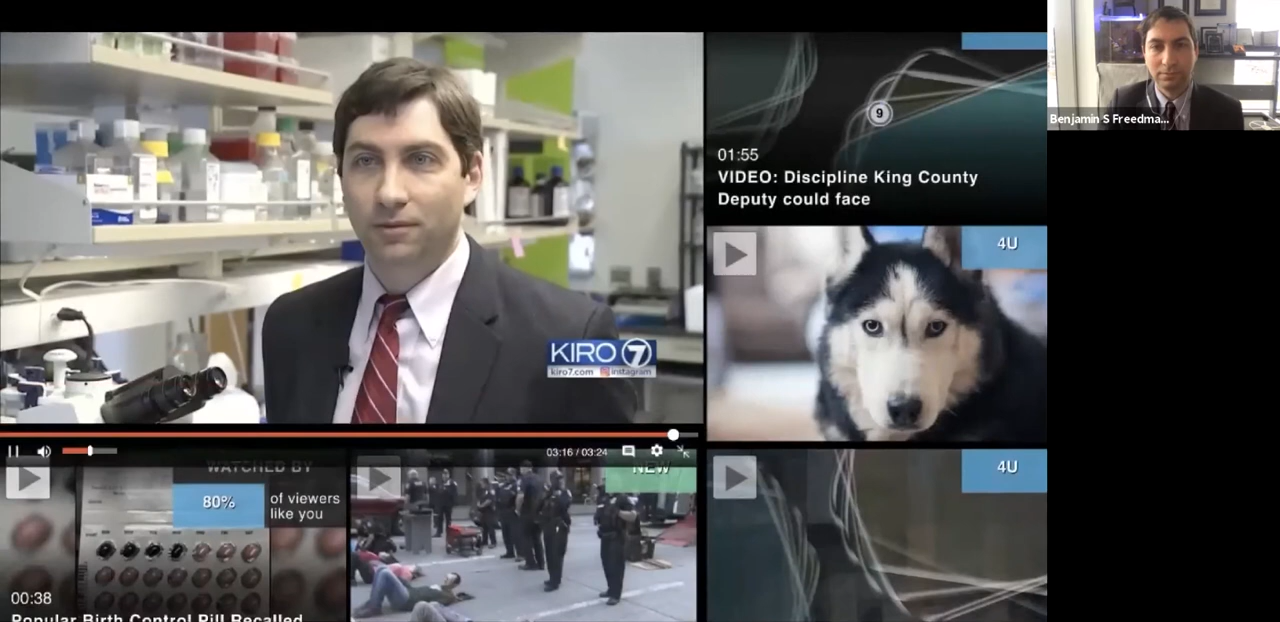 Benjamin S Freedma...
9
01:55
VIDEO: Discipline King County
Deputy could face
4U
KIRO 7
kiro7.com instagram
03:16 / 03:24
WATCHED BY
80%
of viewers
like you
NEW
4U
00:38
Popular Birth Control Pill Recalled